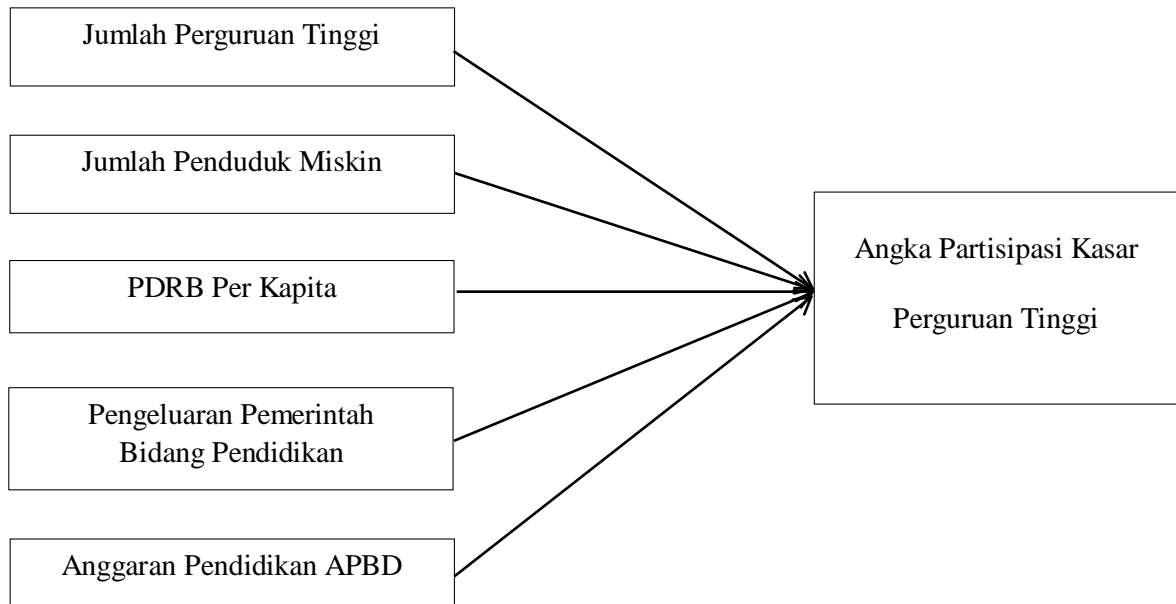 Jumlah Perguruan Tinggi
Jumlah Penduduk Miskin
PDRB Per Kapita
Pengeluaran Pemerintah
Bidang Pendidikan
Anggaran Pendidikan APBD
Angka Partisipasi Kasar
Perguruan Tinggi